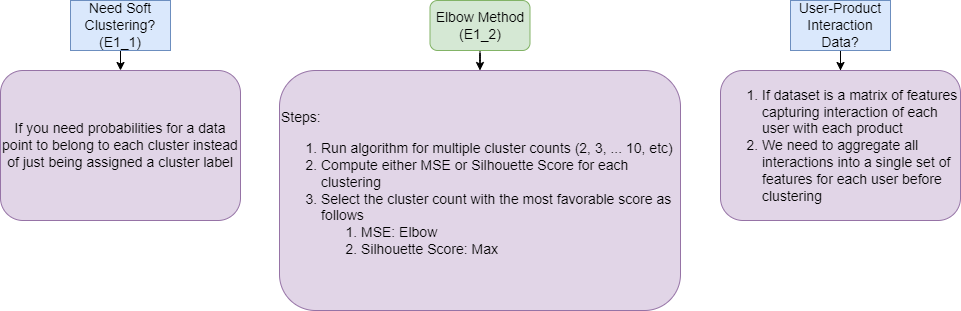 Need Soft
Clustering?
(E1_1)
If you need probabilities for a data
point to belong to each cluster instead
of just being assigned a cluster label
Elbow Method
(E1_2)
Steps:
1. Run algorithm for multiple cluster counts (2, 3, ... 10, etc)
2. Compute either MSE or Silhouette Score for each
clustering
3. Select the cluster count with the most favorable score as
follows
1. MSE: Elbow
2. Silhouette Score: Max
User-Product
Interaction
Data?
1. If dataset is a matrix of features
capturing interaction of each
user with each product
2. We need to aggregate all
interactions into a single set of
features for each user before
clustering